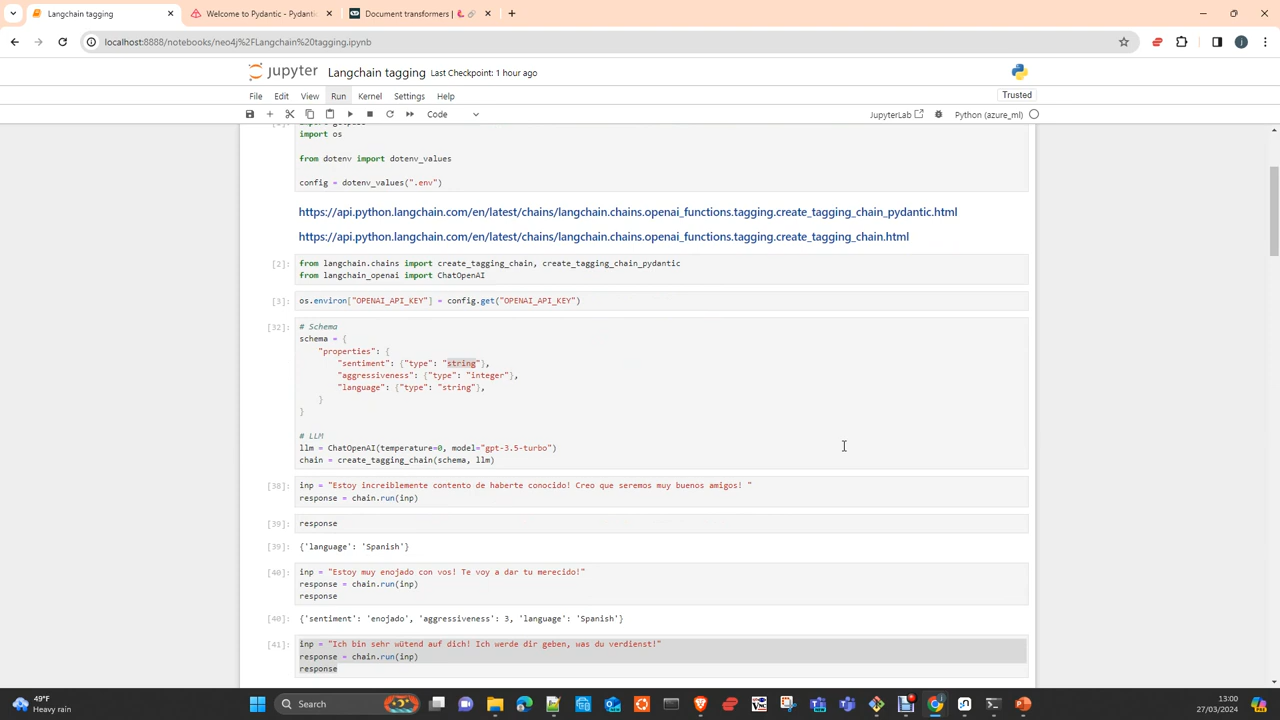 Langchain tagging
Welcome to Pydantic - Pydantic
Document transformers |
localhost:8888/notebooks/neo4j%2FLangchain%20tagging.ipynb
jupyter Langchain tagging Last Checkpoint: 1 hour ago
File Edit View Run Kernel Settings Help
Trusted
Code
JupyterLab
Python (azure_ml)
import os
from dotenv import dotenv_values
config = dotenv_values(".env")
https://api.python.langchain.com/en/latest/chains/langchain.chains.openai_functions.tagging.create_tagging_chain_pydantic.html
https://api.python.langchain.com/en/latest/chains/langchain.chains.openai_functions.tagging.create_tagging_chain.html
[2]: from langchain.chains import create_tagging_chain, create_tagging_chain_pydantic
from langchain_openai import ChatOpenAI
[3]: os.environ["OPENAI_API_KEY"] = config.get("OPENAI_API_KEY")
[32]: # Schema
schema = {
"properties": {
"sentiment": {"type": "string"},
"aggressiveness": {"type": "integer"},
"language": {"type": "string"},
}
}
# LLM
llm = ChatOpenAI(temperature=0, model="gpt-3.5-turbo")
chain = create_tagging_chain(schema, llm)
[38]: inp = "Estoy increiblemente contento de haberte conocido! Creo que seremos muy buenos amigos! "
response = chain.run(inp)
[39]: response
[39]: {'language': 'Spanish'}
[40]: inp = "Estoy muy enojado con vos! Te voy a dar tu merecido!"
response = chain.run(inp)
response
[40]: {'sentiment': 'enojado', 'aggressiveness': 3, 'language': 'Spanish'}
[41]: inp = "Ich bin sehr wütend auf dich! Ich werde dir geben, was du verdienst!"
response = chain.run(inp)
response
49°F
Heavy rain
Search
13:00
27/03/2024